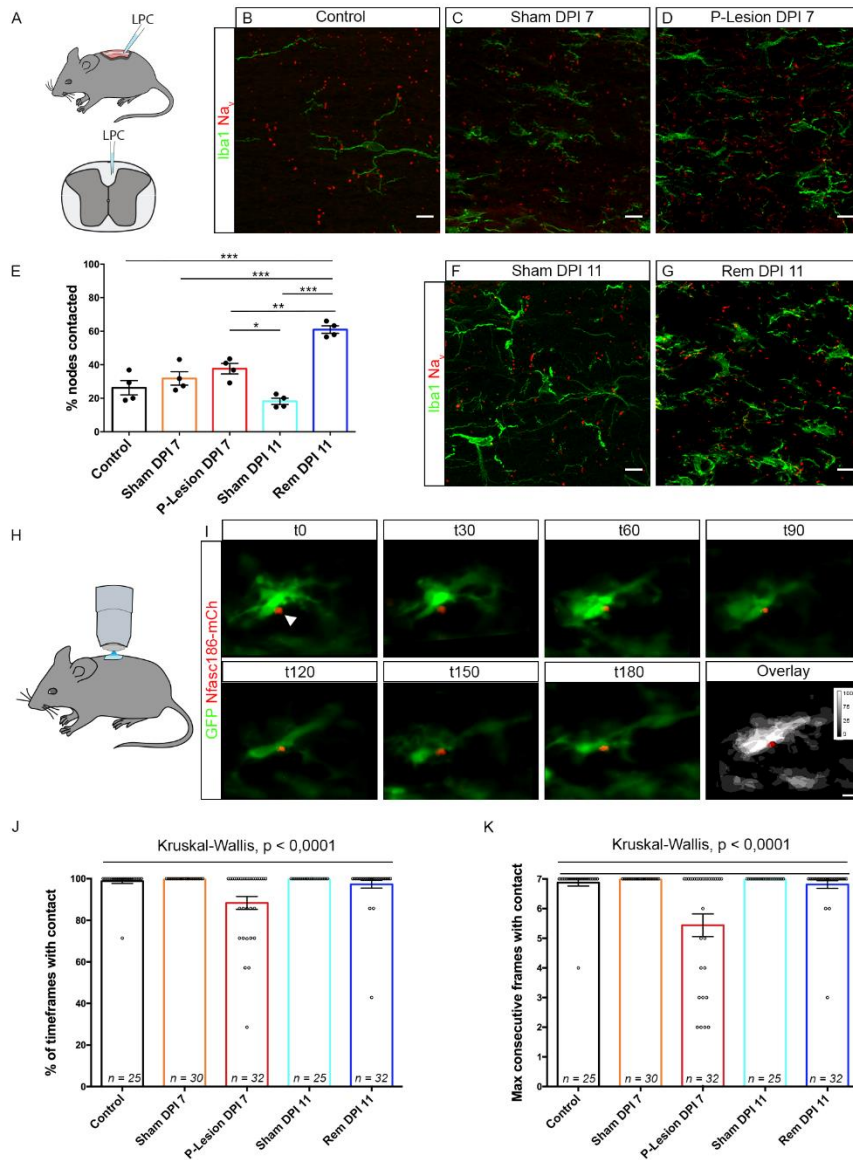 A
LPC
LPC
B Control
C Sham DPI 7
D P-Lesion DPI 7
Iba1 Nav
E
% nodes contacted
100
80
60
40
20
0
***
***
***
**
*
Control
Sham DPI 7
P-Lesion DPI 7
Sham DPI 11
Rem DPI 11
F Sham DPI 11
G Rem DPI 11
Iba1 Nav
H
I
t0
t30
t60
t90
GFP Nfasc186-mCh
t120
t150
t180
Overlay
100
75
25
0
J
Kruskal-Wallis, p < 0,0001
% of timeframes with contact
100
80
60
40
20
0
n = 25
n = 30
n = 32
n = 25
n = 32
Control
Sham DPI 7
P-Lesion DPI 7
Sham DPI 11
Rem DPI 11
K
Kruskal-Wallis, p < 0,0001
Max consecutive frames with contact
7
6
5
4
3
2
1
0
n = 25
n = 30
n = 32
n = 25
n = 32
Control
Sham DPI 7
P-Lesion DPI 7
Sham DPI 11
Rem DPI 11